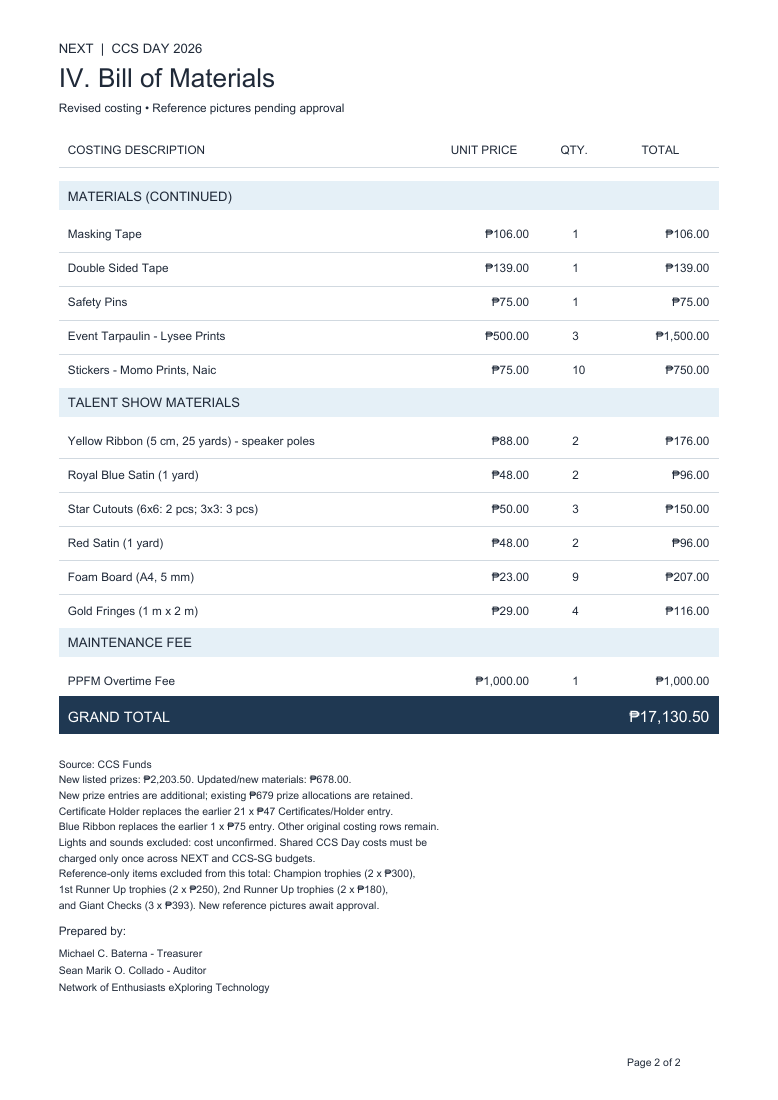 NEXT | CCS DAY 2026
IV. Bill of Materials
Revised costing • Reference pictures pending approval
COSTING DESCRIPTION UNIT PRICE QTY. TOTAL
MATERIALS (CONTINUED)
Masking Tape ₱106.00 1 ₱106.00
Double Sided Tape ₱139.00 1 ₱139.00
Safety Pins ₱75.00 1 ₱75.00
Event Tarpaulin - Lysee Prints ₱500.00 3 ₱1,500.00
Stickers - Momo Prints, Naic ₱75.00 10 ₱750.00
TALENT SHOW MATERIALS
Yellow Ribbon (5 cm, 25 yards) - speaker poles ₱88.00 2 ₱176.00
Royal Blue Satin (1 yard) ₱48.00 2 ₱96.00
Star Cutouts (6x6: 2 pcs; 3x3: 3 pcs) ₱50.00 3 ₱150.00
Red Satin (1 yard) ₱48.00 2 ₱96.00
Foam Board (A4, 5 mm) ₱23.00 9 ₱207.00
Gold Fringes (1 m x 2 m) ₱29.00 4 ₱116.00
MAINTENANCE FEE
PPFM Overtime Fee ₱1,000.00 1 ₱1,000.00
GRAND TOTAL ₱17,130.50
Source: CCS Funds
New listed prizes: ₱2,203.50. Updated/new materials: ₱678.00.
New prize entries are additional; existing ₱679 prize allocations are retained.
Certificate Holder replaces the earlier 21 x ₱47 Certificates/Holder entry.
Blue Ribbon replaces the earlier 1 x ₱75 entry. Other original costing rows remain.
Lights and sounds excluded: cost unconfirmed. Shared CCS Day costs must be
charged only once across NEXT and CCS-SG budgets.
Reference-only items excluded from this total: Champion trophies (2 x ₱300),
1st Runner Up trophies (2 x ₱250), 2nd Runner Up trophies (2 x ₱180),
and Giant Checks (3 x ₱393). New reference pictures await approval.
Prepared by:
Michael C. Baterna - Treasurer
Sean Marik O. Collado - Auditor
Network of Enthusiasts eXploring Technology
Page 2 of 2